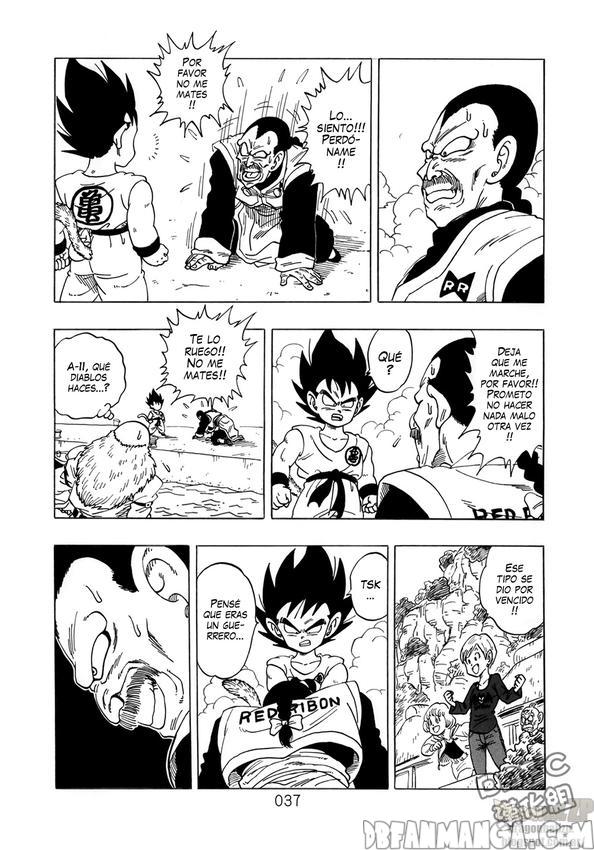 POR
FAVOR
NO ME
MATES
!!
LO...
SIENTO!!!
PERDÓ-
NAME
!!
亀
RR
A-11, QUÉ
DIABLOS
HACES...?
TE LO
RUEGO!!
NO ME
MATES!!
QUÉ
?
DEJA
QUE ME
MARCHE,
POR FAVOR!!
PROMETO
NO HACER
NADA MALO
OTRA VEZ
!!
RED R
PENSÉ
QUE ERAS
UN GUE-
RRERO...
TSK
...
RED RIBON
ESE
TIPO SE
DIO POR
VENCIDO
!!
037
DBFANMANGA.COM